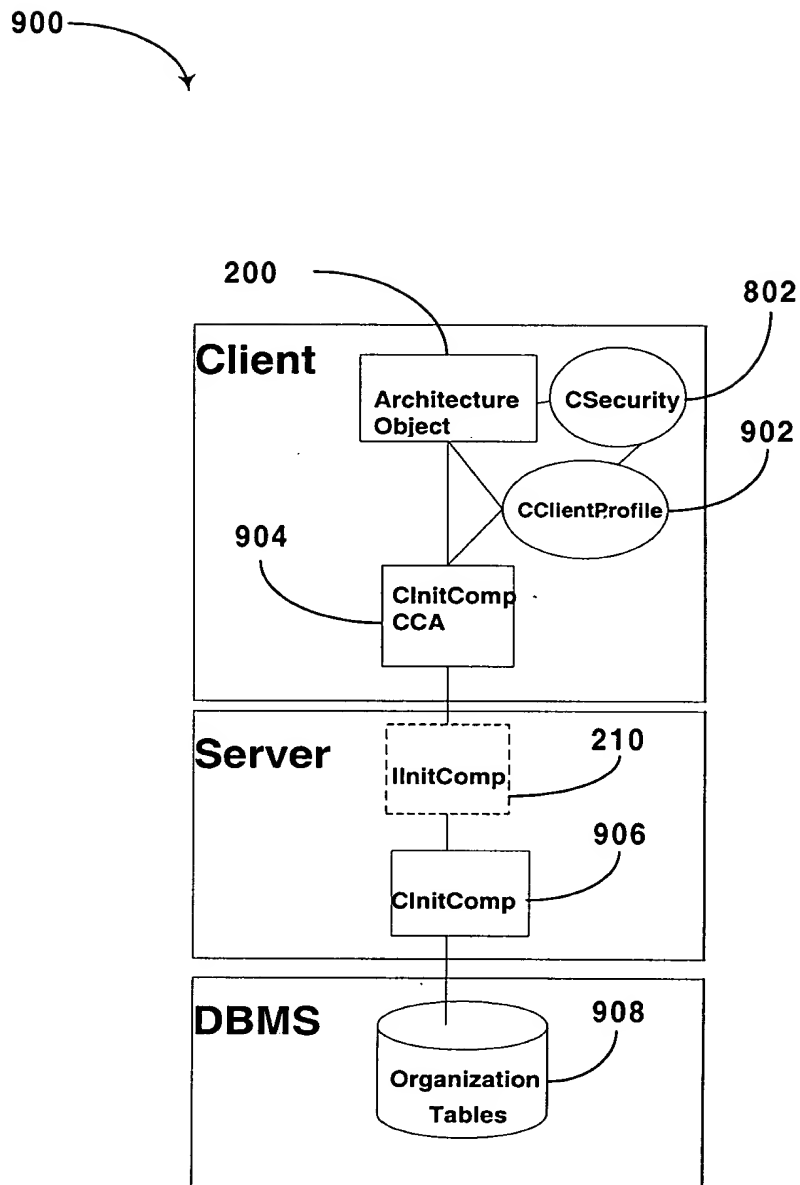 900
200
802
Client
Architecture
Object
CSecurity
902
CClientProfile
904
CInitComp
CCA
Server
210
IInitComp
906
CInitComp
DBMS
908
Organization
Tables